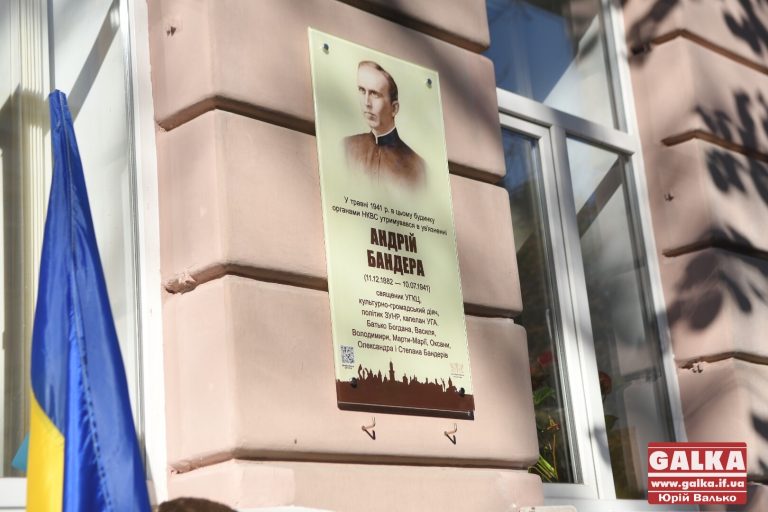 У травні 1941 р. в цьому будинку
органами НКВС утримувався в ув'язненні
АНДРІЙ
БАНДЕРА
(11.12.1882 — 10.07.1941)
священик УГКЦ,
культурно-громадський діяч,
політик ЗУНР, капелан УГА.
Батько Богдана, Василя,
Володимири, Марти-Марії, Оксани,
Олександра і Степана Бандерів
GALKA
www.galka.if.ua
Юрій Валько